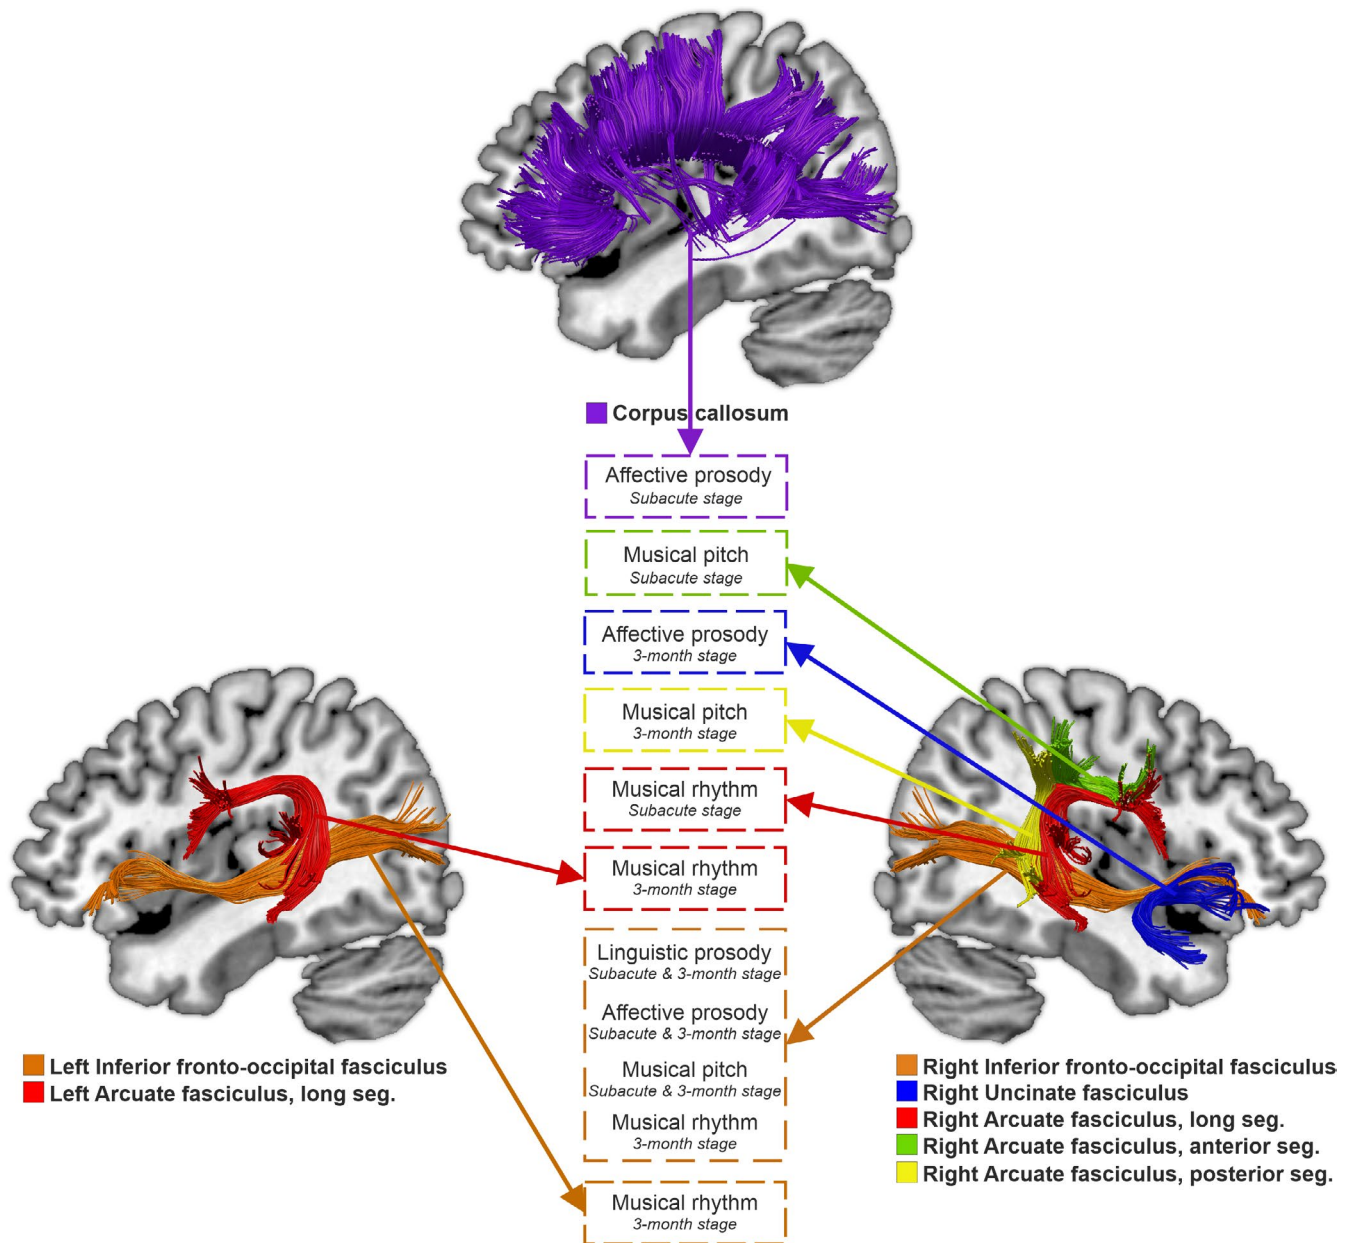 Corpus callosum
Affective prosody
Subacute stage
Musical pitch
Subacute stage
Affective prosody
3-month stage
Musical pitch
3-month stage
Musical rhythm
Subacute stage
Musical rhythm
3-month stage
Linguistic prosody
Subacute & 3-month stage
Affective prosody
Subacute & 3-month stage
Musical pitch
Subacute & 3-month stage
Musical rhythm
3-month stage
Musical rhythm
3-month stage
Left Inferior fronto-occipital fasciculus
Left Arcuate fasciculus, long seg.
Right Inferior fronto-occipital fasciculus
Right Uncinate fasciculus
Right Arcuate fasciculus, long seg.
Right Arcuate fasciculus, anterior seg.
Right Arcuate fasciculus, posterior seg.